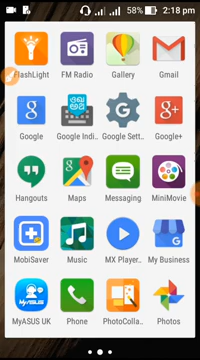 58% 2:18 pm
FlashLight FM Radio Gallery Gmail
Google Google Indi... Google Sett... Google+
Hangouts Maps Messaging MiniMovie
MobiSaver Music MX Player... My Business
MyASUS UK Phone PhotoColla... Photos